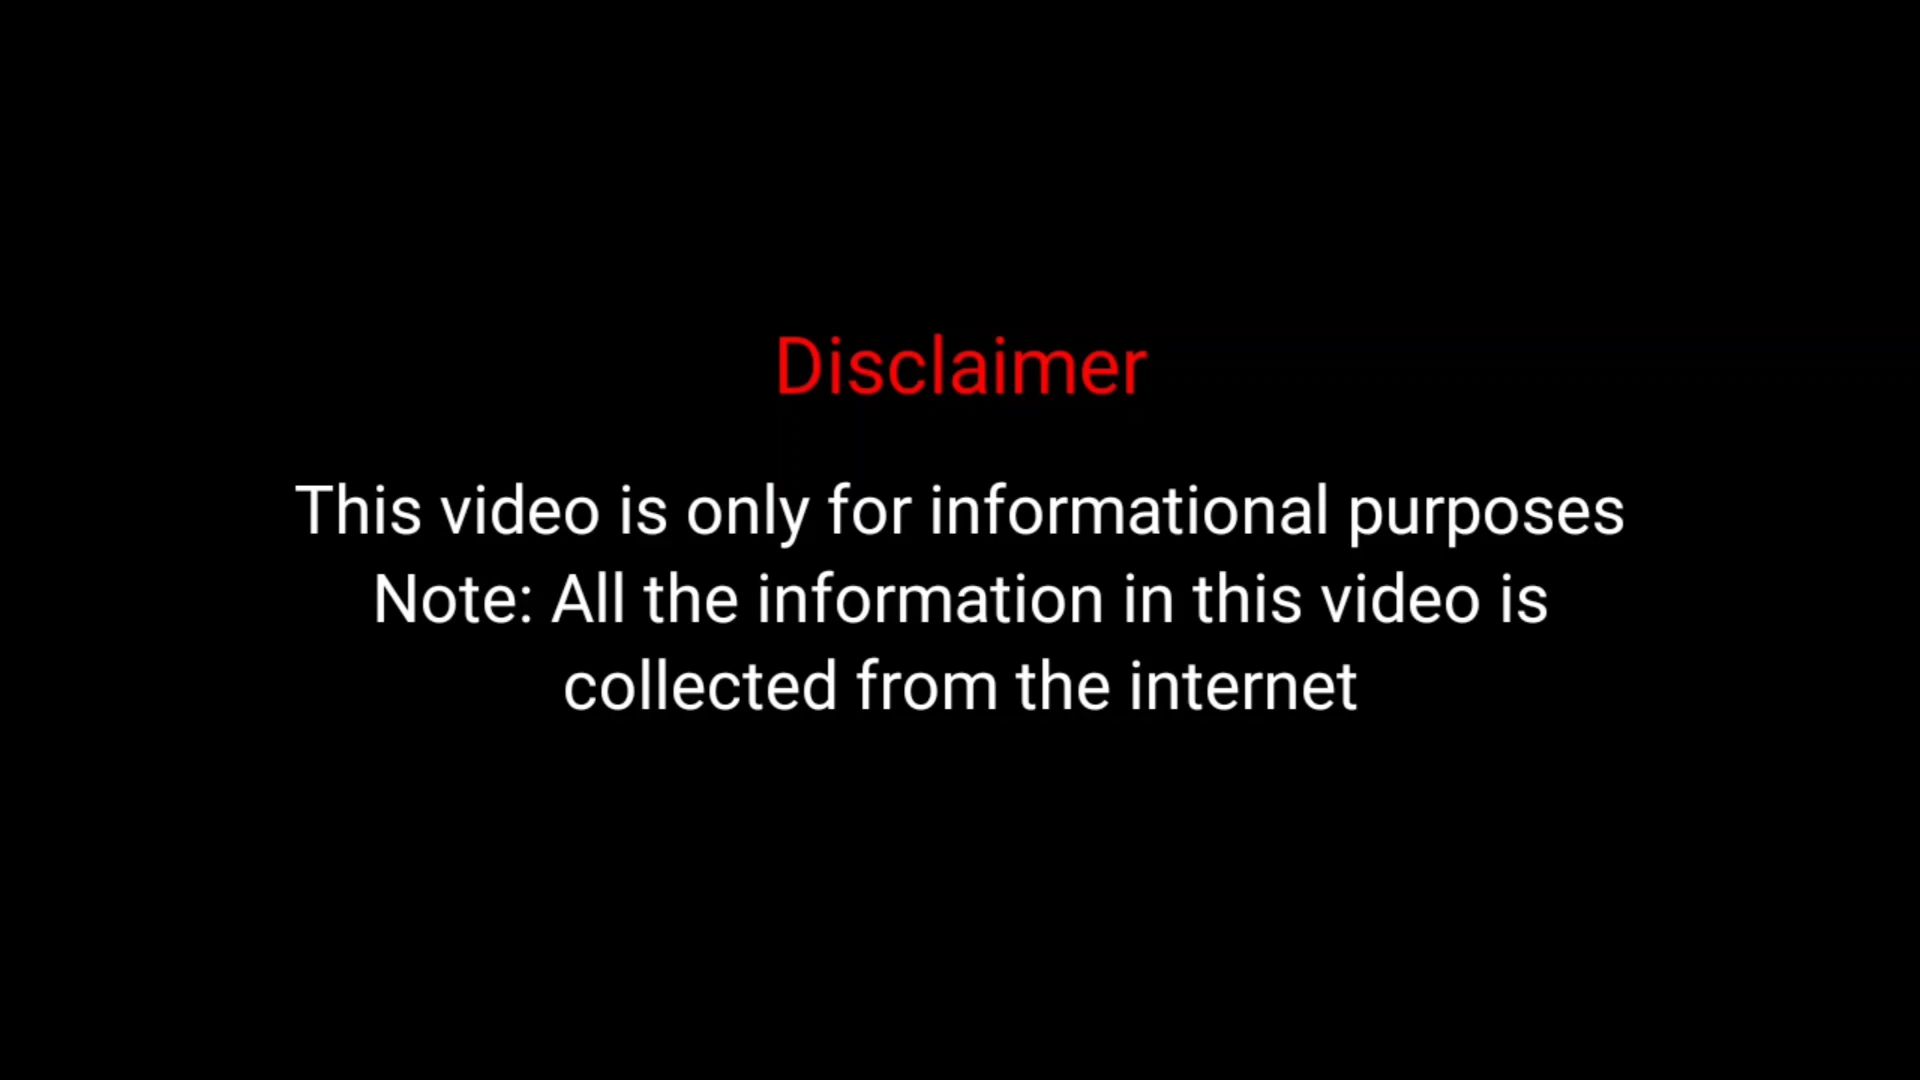 Disclaimer
This video is only for informational purposes
Note: All the information in this video is
collected from the internet